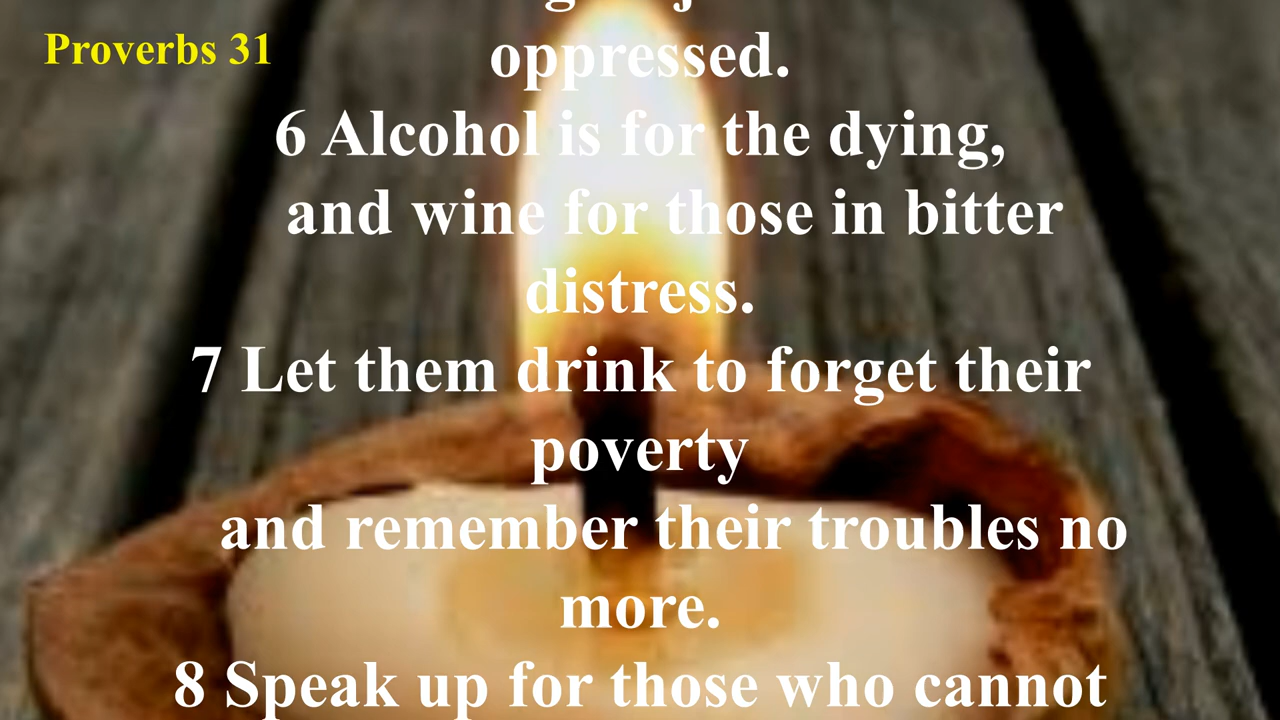 Proverbs 31
oppressed.
6 Alcohol is for the dying,
and wine for those in bitter
distress.
7 Let them drink to forget their
poverty
and remember their troubles no
more.
8 Speak up for those who cannot